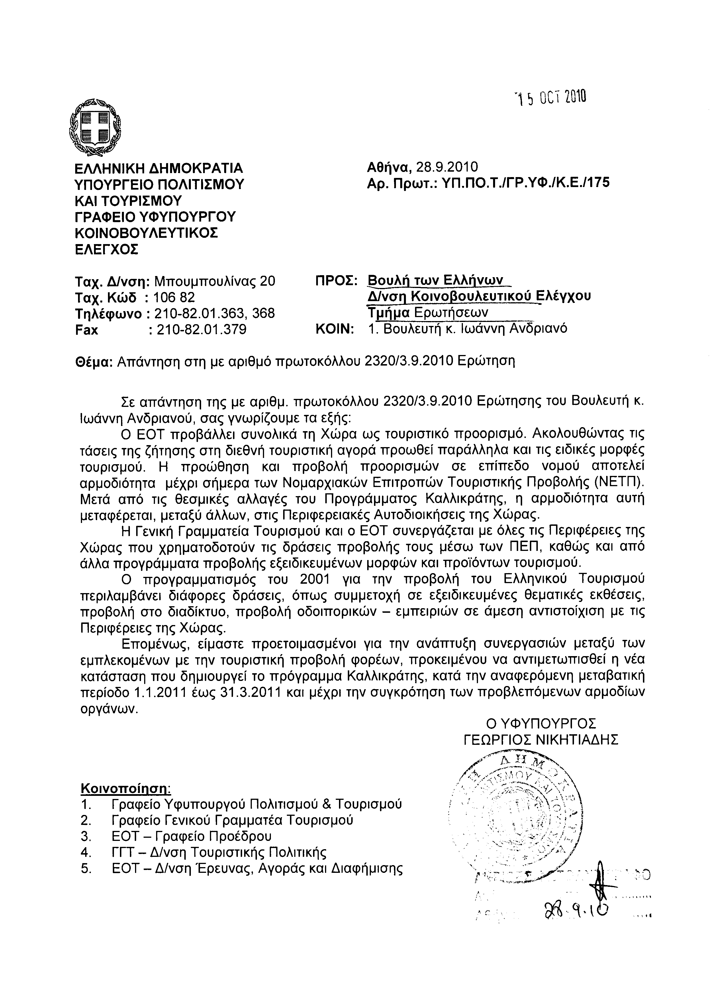 15 OCT 2010
ΕΛΛΗΝΙΚΗ ΔΗΜΟΚΡΑΤΙΑ
ΥΠΟΥΡΓΕΙΟ ΠΟΛΙΤΙΣΜΟΥ
ΚΑΙ ΤΟΥΡΙΣΜΟΥ
ΓΡΑΦΕΙΟ ΥΦΥΠΟΥΡΓΟΥ
ΚΟΙΝΟΒΟΥΛΕΥΤΙΚΟΣ
ΕΛΕΓΧΟΣ
Αθήνα, 28.9.2010
Αρ. Πρωτ.: ΥΠ.ΠΟ.Τ./ΓΡ.ΥΦ./Κ.Ε./175
Ταχ. Δ/νση: Μπουμπουλίνας 20
Ταχ. Κώδ : 106 82
Τηλέφωνο : 210-82.01.363, 368
Fax : 210-82.01.379
ΠΡΟΣ: Βουλή των Ελλήνων
Δ/νση Κοινοβουλευτικού Ελέγχου
Τμήμα Ερωτήσεων
ΚΟΙΝ: 1. Βουλευτή κ. Ιωάννη Ανδριανό
Θέμα: Απάντηση στη με αριθμό πρωτοκόλλου 2320/3.9.2010 Ερώτηση
Σε απάντηση της με αριθμ. πρωτοκόλλου 2320/3.9.2010 Ερώτησης του Βουλευτή κ.
Ιωάννη Ανδριανού, σας γνωρίζουμε τα εξής:
Ο ΕΟΤ προβάλλει συνολικά τη Χώρα ως τουριστικό προορισμό. Ακολουθώντας τις
τάσεις της ζήτησης στη διεθνή τουριστική αγορά προωθεί παράλληλα και τις ειδικές μορφές
τουρισμού. Η προώθηση και προβολή προορισμών σε επίπεδο νομού αποτελεί
αρμοδιότητα μέχρι σήμερα των Νομαρχιακών Επιτροπών Τουριστικής Προβολής (ΝΕΤΠ).
Μετά από τις θεσμικές αλλαγές του Προγράμματος Καλλικράτης, η αρμοδιότητα αυτή
μεταφέρεται, μεταξύ άλλων, στις Περιφερειακές Αυτοδιοικήσεις της Χώρας.
Η Γενική Γραμματεία Τουρισμού και ο ΕΟΤ συνεργάζεται με όλες τις Περιφέρειες της
Χώρας που χρηματοδοτούν τις δράσεις προβολής τους μέσω των ΠΕΠ, καθώς και από
άλλα προγράμματα προβολής εξειδικευμένων μορφών και προϊόντων τουρισμού.
Ο προγραμματισμός του 2001 για την προβολή του Ελληνικού Τουρισμού
περιλαμβάνει διάφορες δράσεις, όπως συμμετοχή σε εξειδικευμένες θεματικές εκθέσεις,
προβολή στο διαδίκτυο, προβολή οδοιπορικών – εμπειριών σε άμεση αντιστοίχιση με τις
Περιφέρειες της Χώρας.
Επομένως, είμαστε προετοιμασμένοι για την ανάπτυξη συνεργασιών μεταξύ των
εμπλεκομένων με την τουριστική προβολή φορέων, προκειμένου να αντιμετωπισθεί η νέα
κατάσταση που δημιουργεί το πρόγραμμα Καλλικράτης, κατά την αναφερόμενη μεταβατική
περίοδο 1.1.2011 έως 31.3.2011 και μέχρι την συγκρότηση των προβλεπόμενων αρμοδίων
οργάνων.
Ο ΥΦΥΠΟΥΡΓΟΣ
ΓΕΩΡΓΙΟΣ ΝΙΚΗΤΙΑΔΗΣ
ΔΗΜΟΚΡΑΤΙΑ
ΚΑΙ
Κοινοποίηση:
1. Γραφείο Υφυπουργού Πολιτισμού & Τουρισμού
2. Γραφείο Γενικού Γραμματέα Τουρισμού
3. ΕΟΤ – Γραφείο Προέδρου
4. ΓΓΤ – Δ/νση Τουριστικής Πολιτικής
5. ΕΟΤ – Δ/νση Έρευνας, Αγοράς και Διαφήμισης
28.9.10